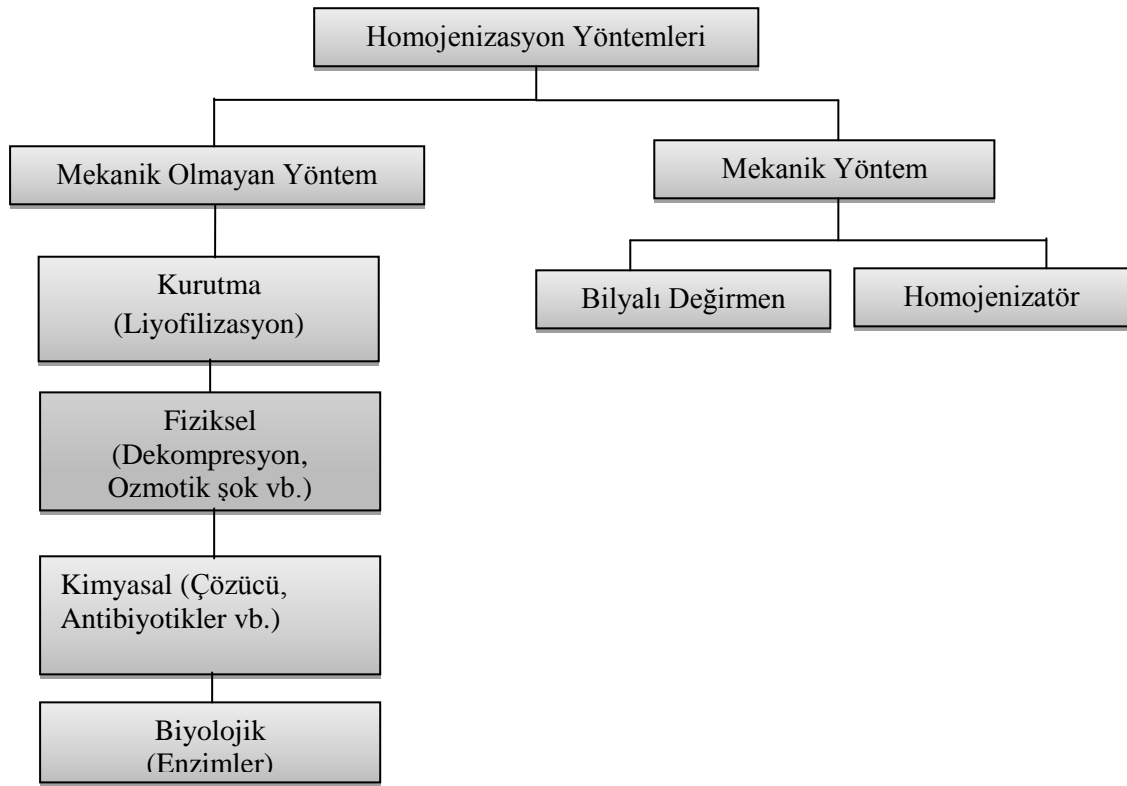 Homojenizasyon Yöntemleri
Mekanik Olmayan Yöntem
Mekanik Yöntem
Kurutma
(Liyofilizasyon)
Bilyalı Değirmen
Homojenizatör
Fiziksel
(Dekompresyon,
Ozmotik şok vb.)
Kimyasal (Çözücü,
Antibiyotikler vb.)
Biyolojik
(Enzimler)